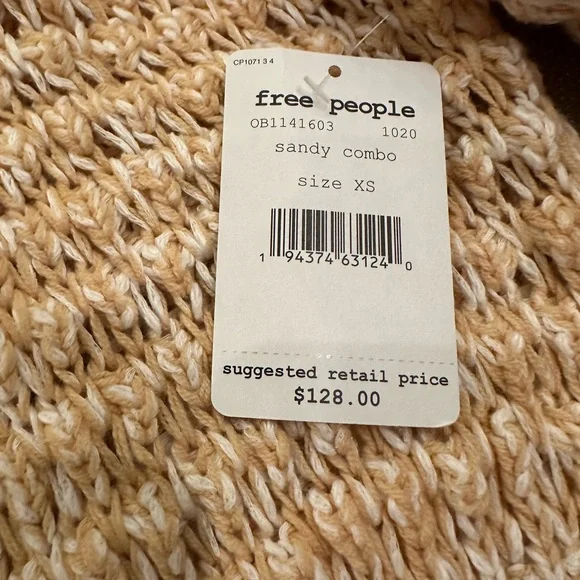 CP1071 3 4
free people
OB1141603 1020
sandy combo
size XS
1 94374 63124 0
suggested retail price
$128.00